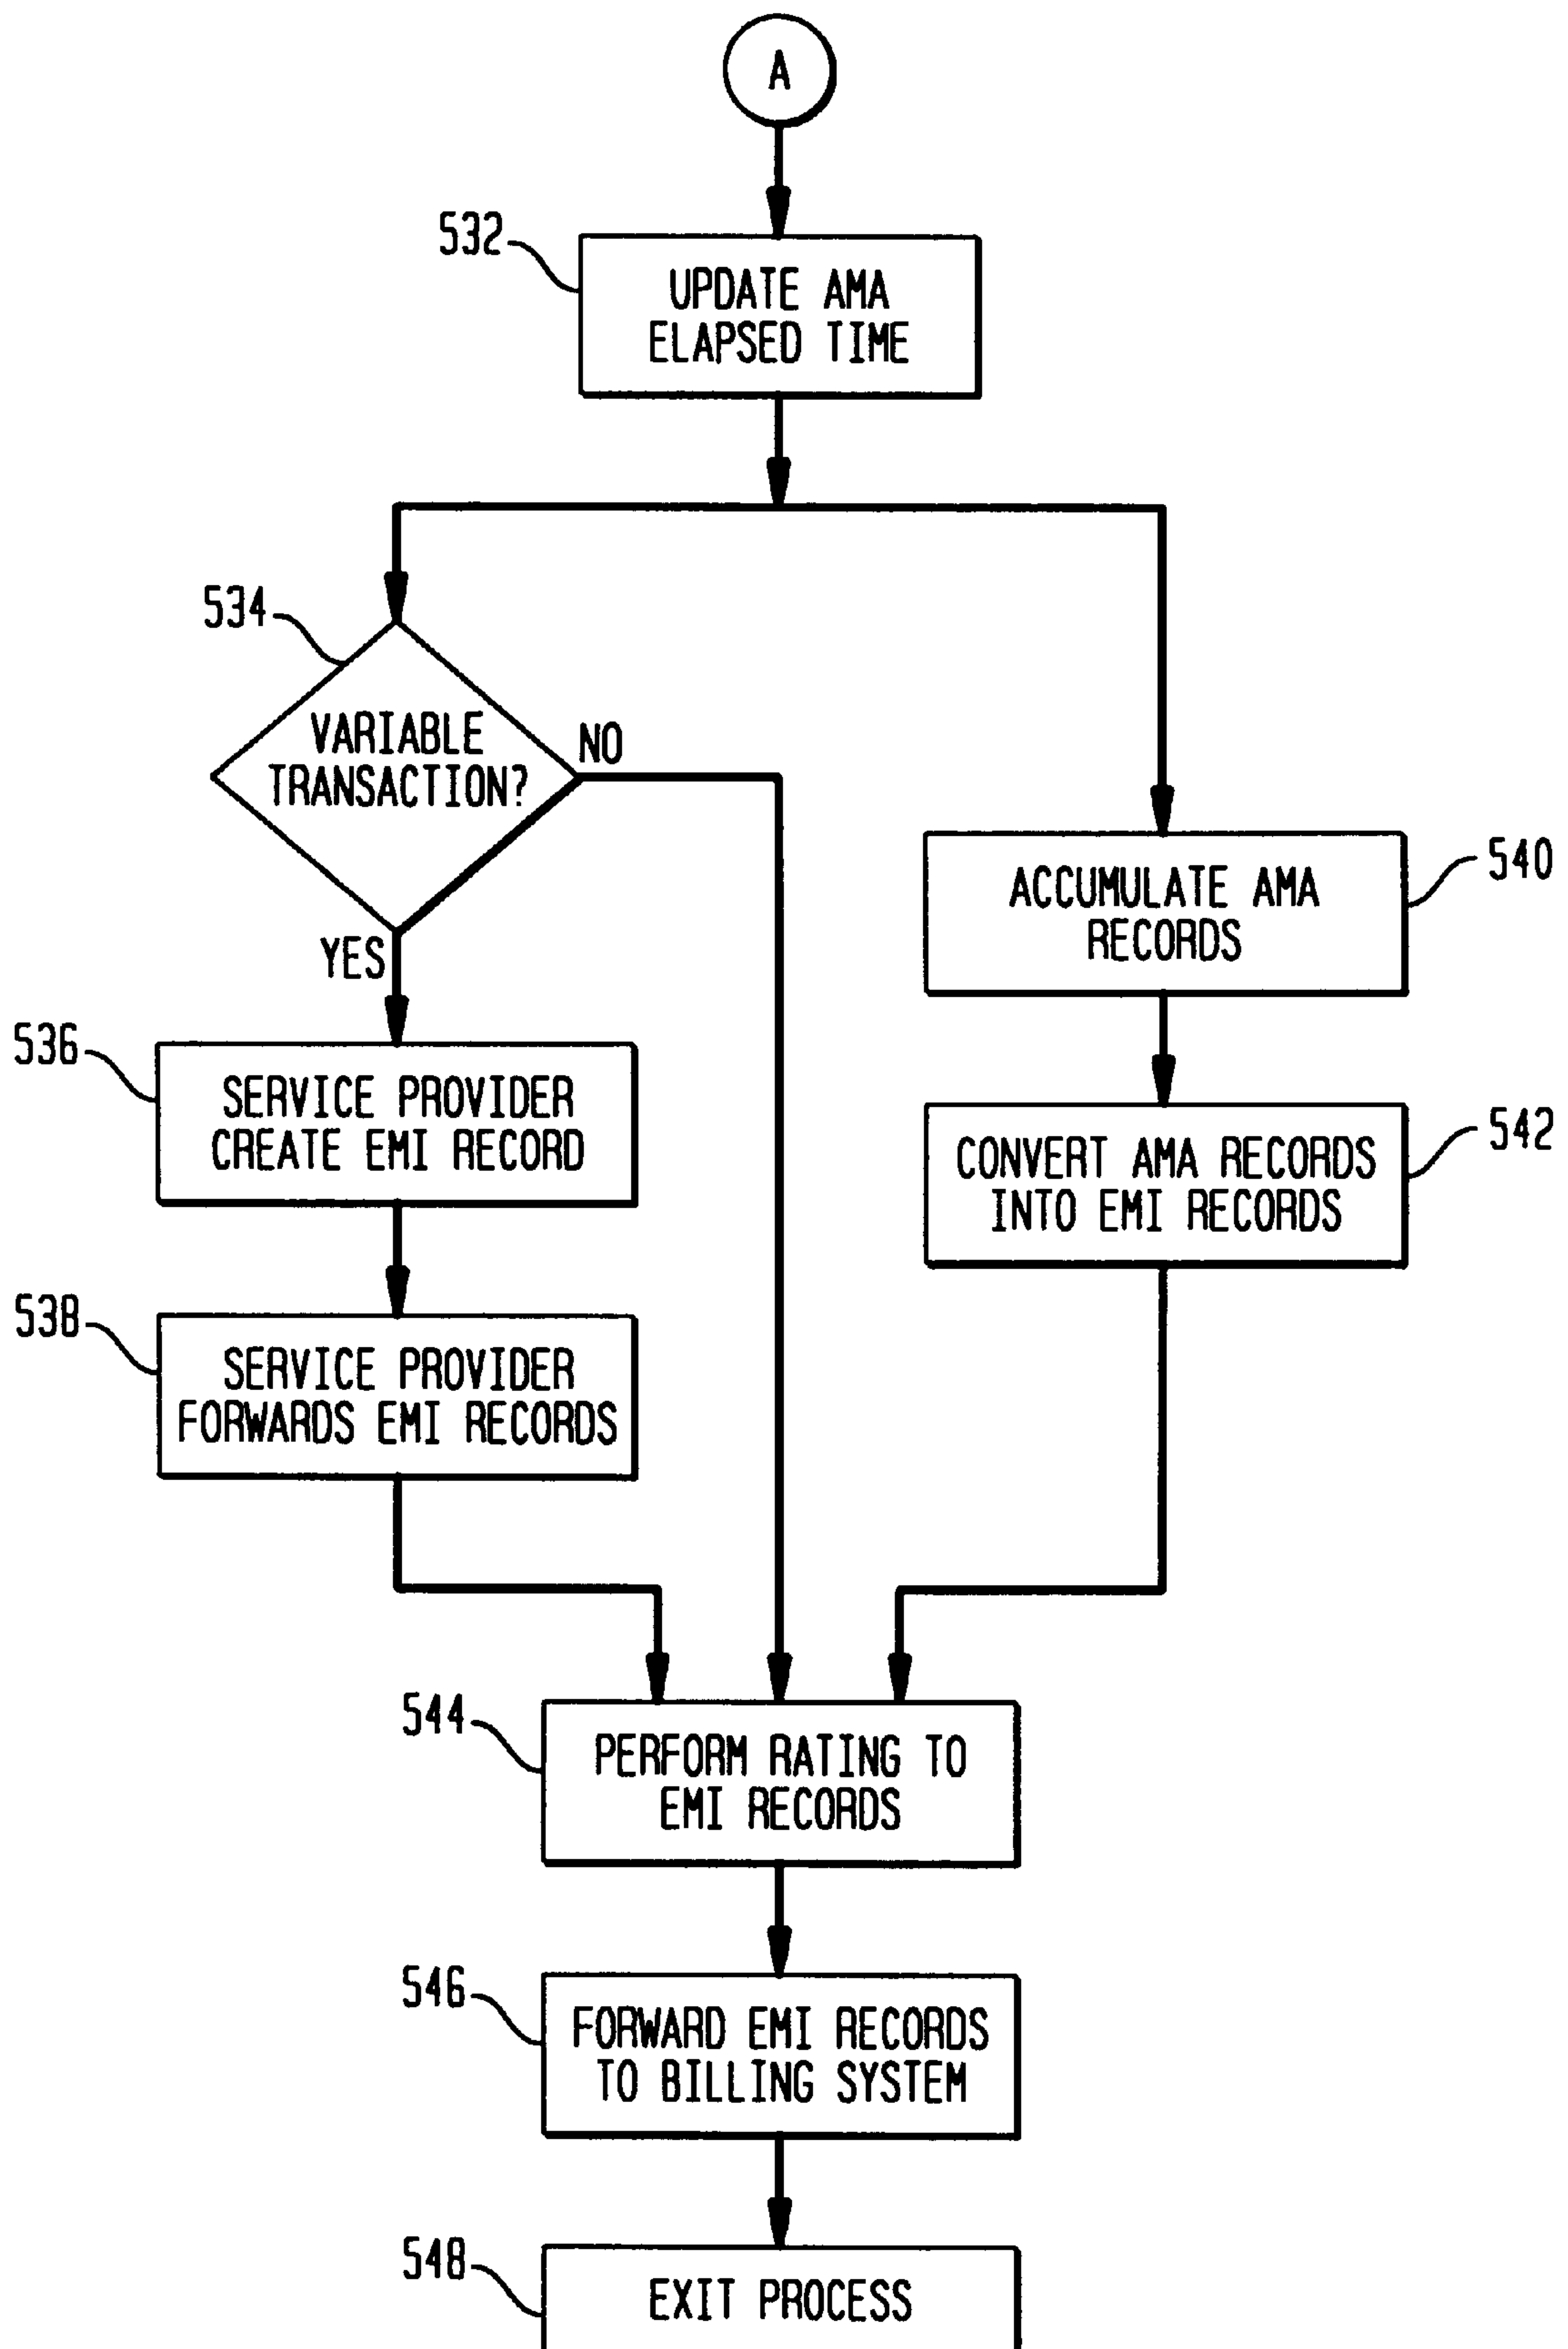 A
532
UPDATE AMA
ELAPSED TIME
534
VARIABLE
TRANSACTION?
NO
YES
540
ACCUMULATE AMA
RECORDS
536
SERVICE PROVIDER
CREATE EMI RECORD
542
CONVERT AMA RECORDS
INTO EMI RECORDS
538
SERVICE PROVIDER
FORWARDS EMI RECORDS
544
PERFORM RATING TO
EMI RECORDS
546
FORWARD EMI RECORDS
TO BILLING SYSTEM
548
EXIT PROCESS